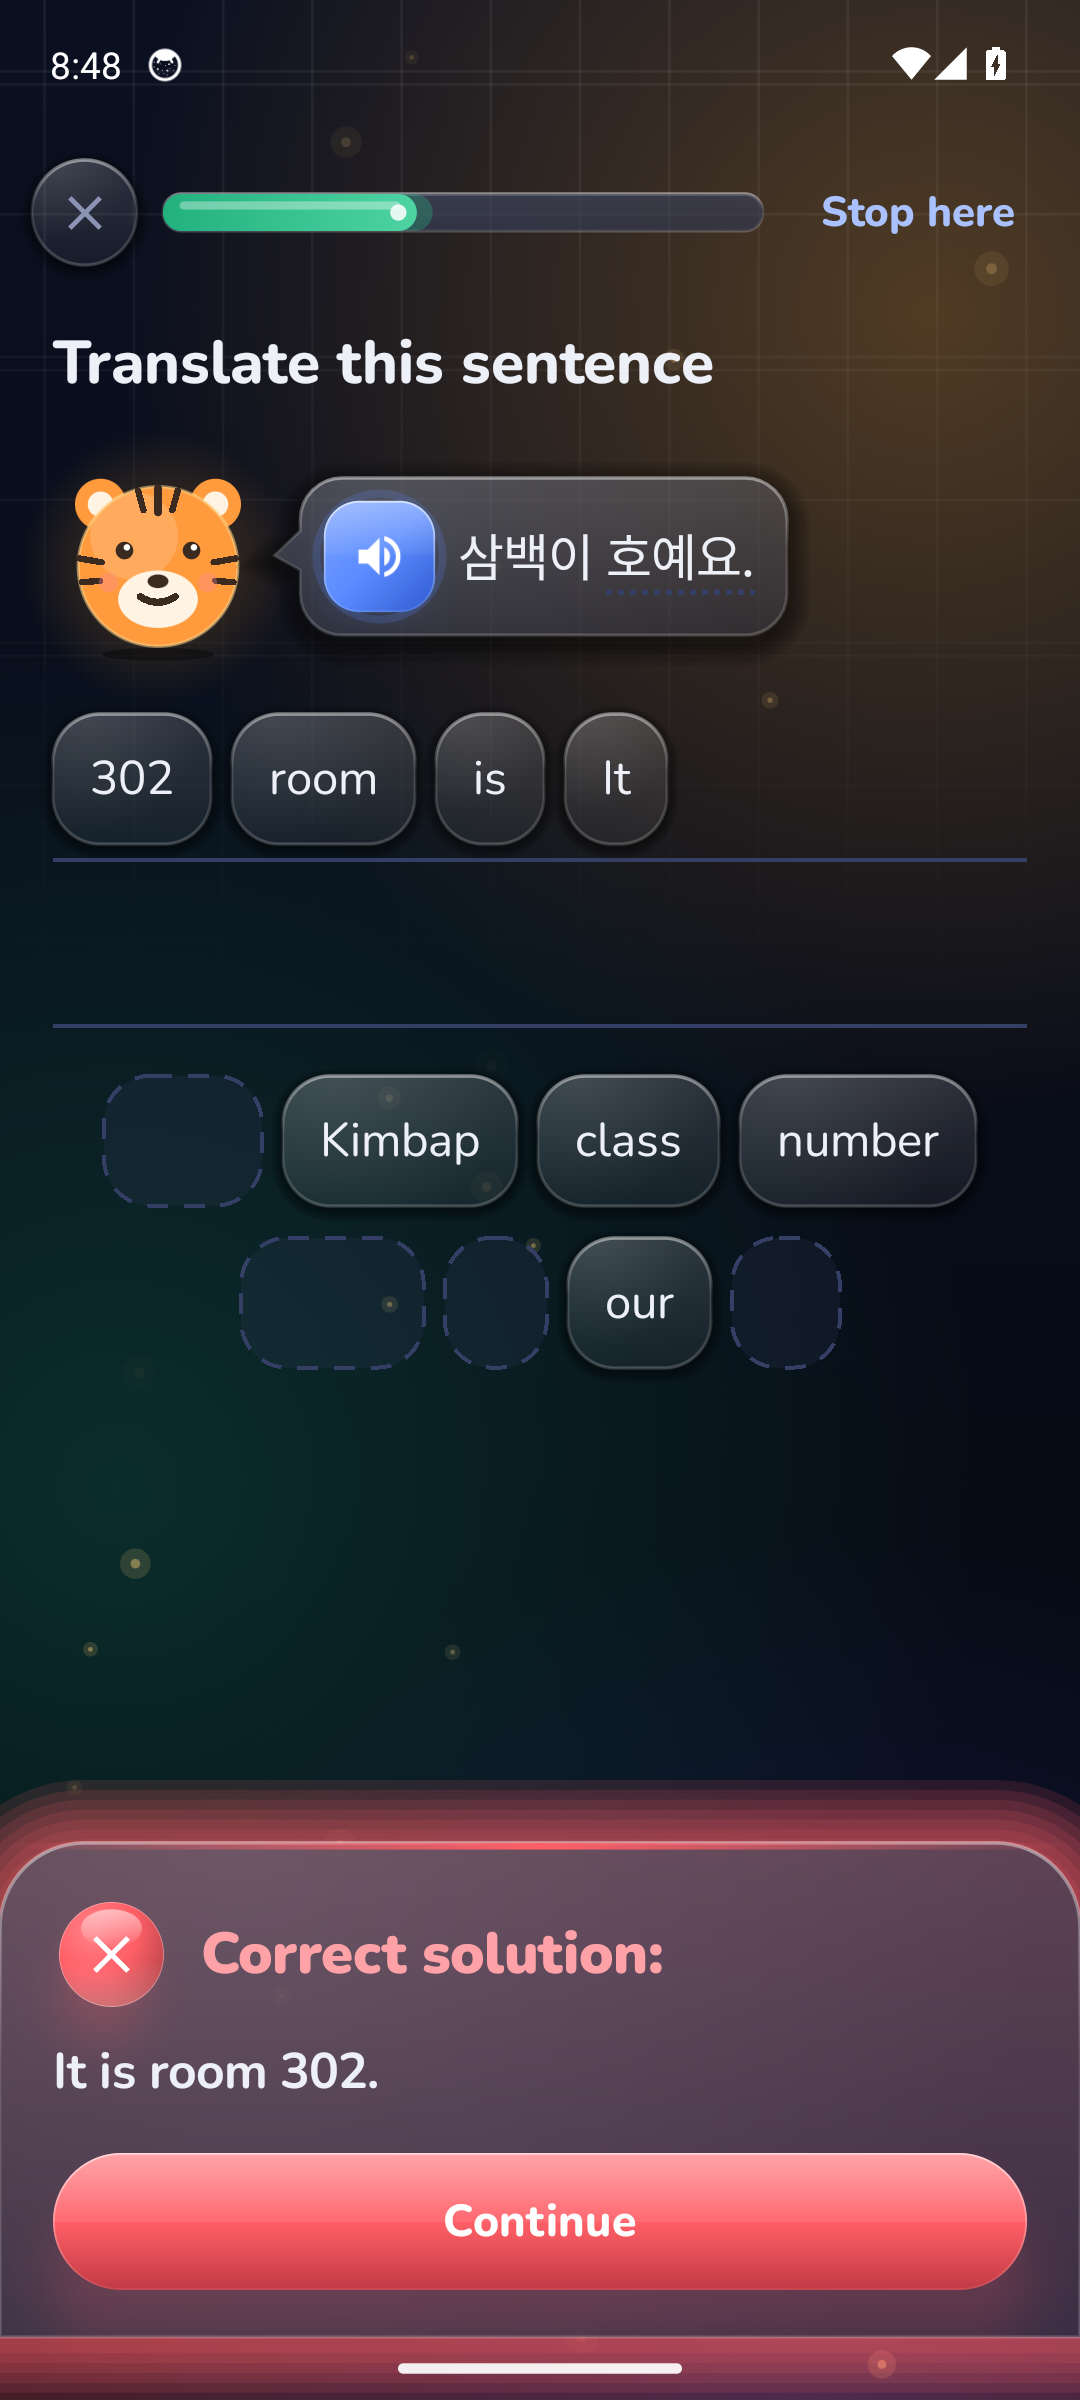 8:48
Stop here
Translate this sentence
삼백이 호예요.
302 room is It
Kimbap class number
our
Correct solution:
It is room 302.
Continue